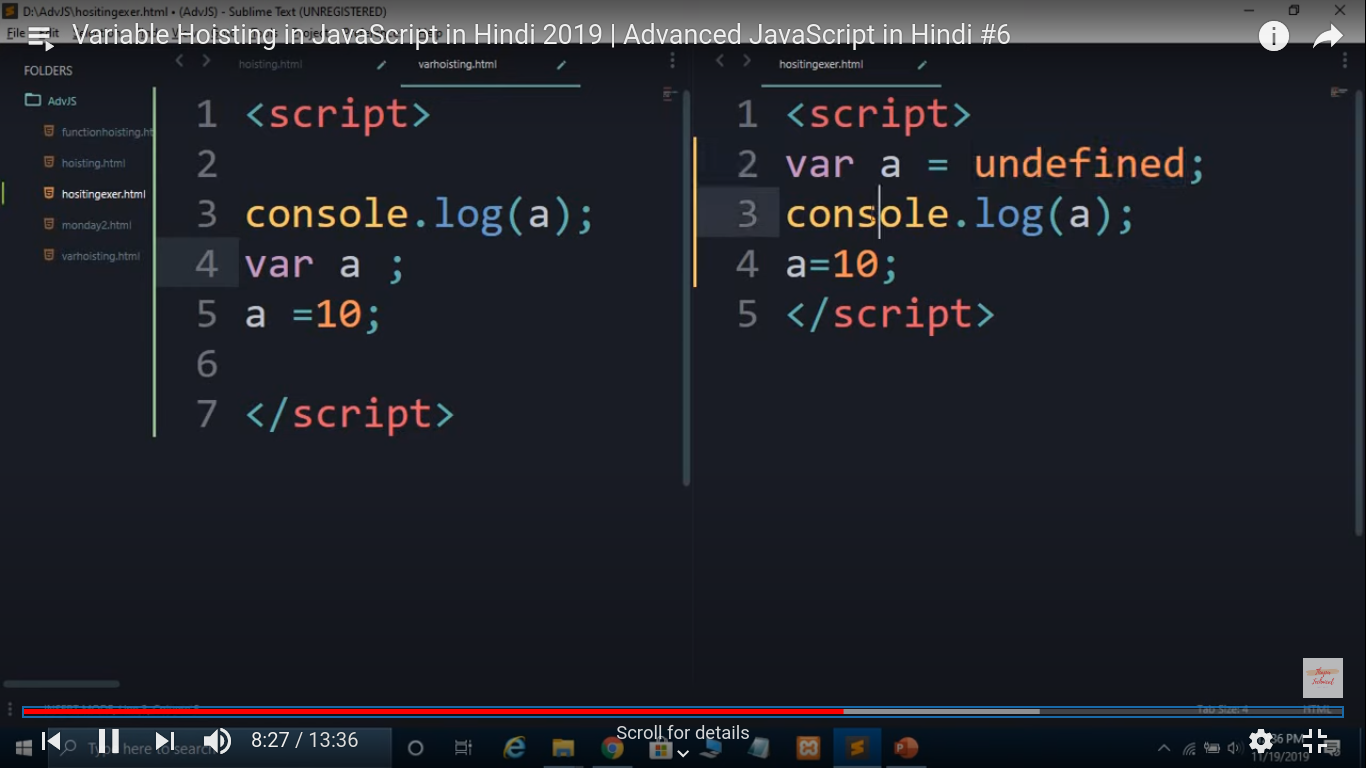 D:\AdvJS\hositingexer.html • (AdvJS) - Sublime Text (UNREGISTERED)
File
Variable Hoisting in JavaScript in Hindi 2019 | Advanced JavaScript in Hindi #6
FOLDERS
AdvJS
functionhoisting.ht
hoisting.html
hositingexer.html
monday2.html
varhoisting.html
hoisting.html
varhoisting.html
1 <script>
2
3 console.log(a);
4 var a ;
5 a =10;
6
7 </script>
hositingexer.html
1 <script>
2 var a = undefined;
3 console.log(a);
4 a=10;
5 </script>
Tab Size: 4
HTML
8:27 / 13:36
Scroll for details
Type here to search
36 PM
11/19/2019